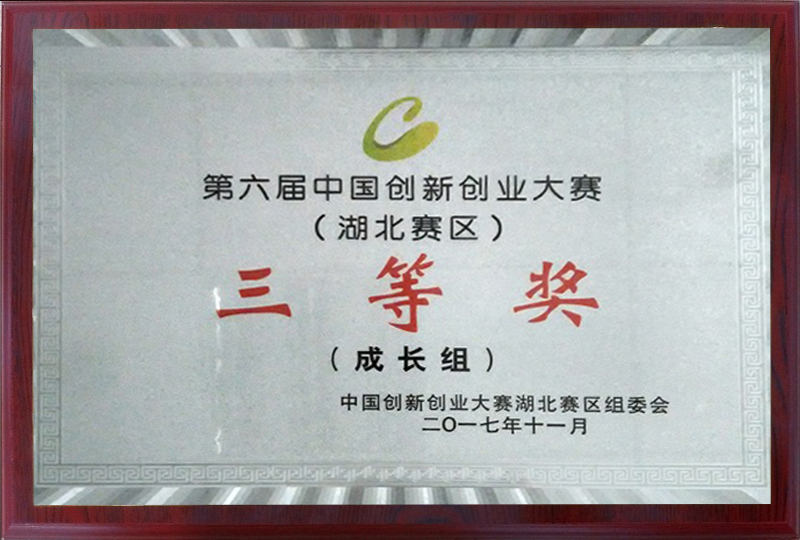 第六届中国创新创业大赛
（湖北赛区）
三等奖
（成长组）
中国创新创业大赛湖北赛区组委会
二〇一七年十一月